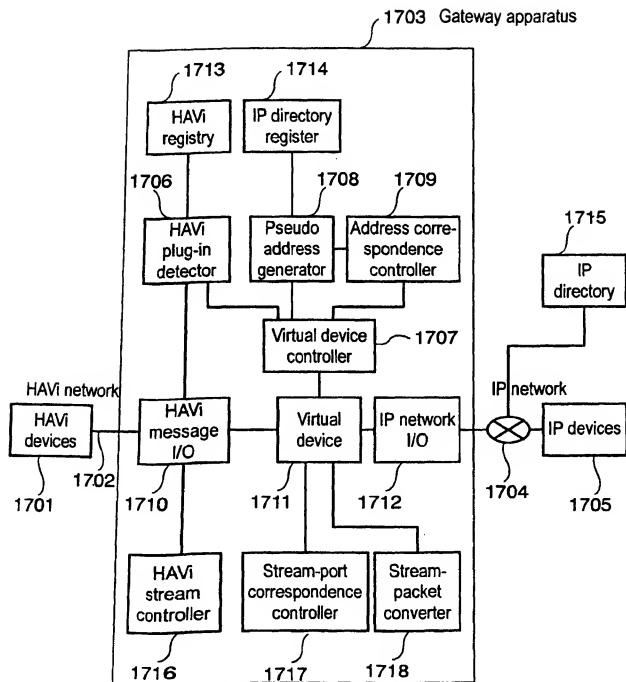 1703 Gateway apparatus
1713
1714
HAVi
registry
IP directory
register
1706
1708
1709
HAVi
plug-in
detector
Pseudo
address
generator
Address corre-
spondence
controller
1715
IP
directory
Virtual device
controller
1707
HAVi network
IP network
HAVi
devices
HAVi
message
I/O
Virtual
device
IP network
I/O
IP devices
1701
1702
1710
1711
1712
1704
1705
HAVi
stream
controller
Stream-port
correspondence
controller
Stream-
packet
converter
1716
1717
1718